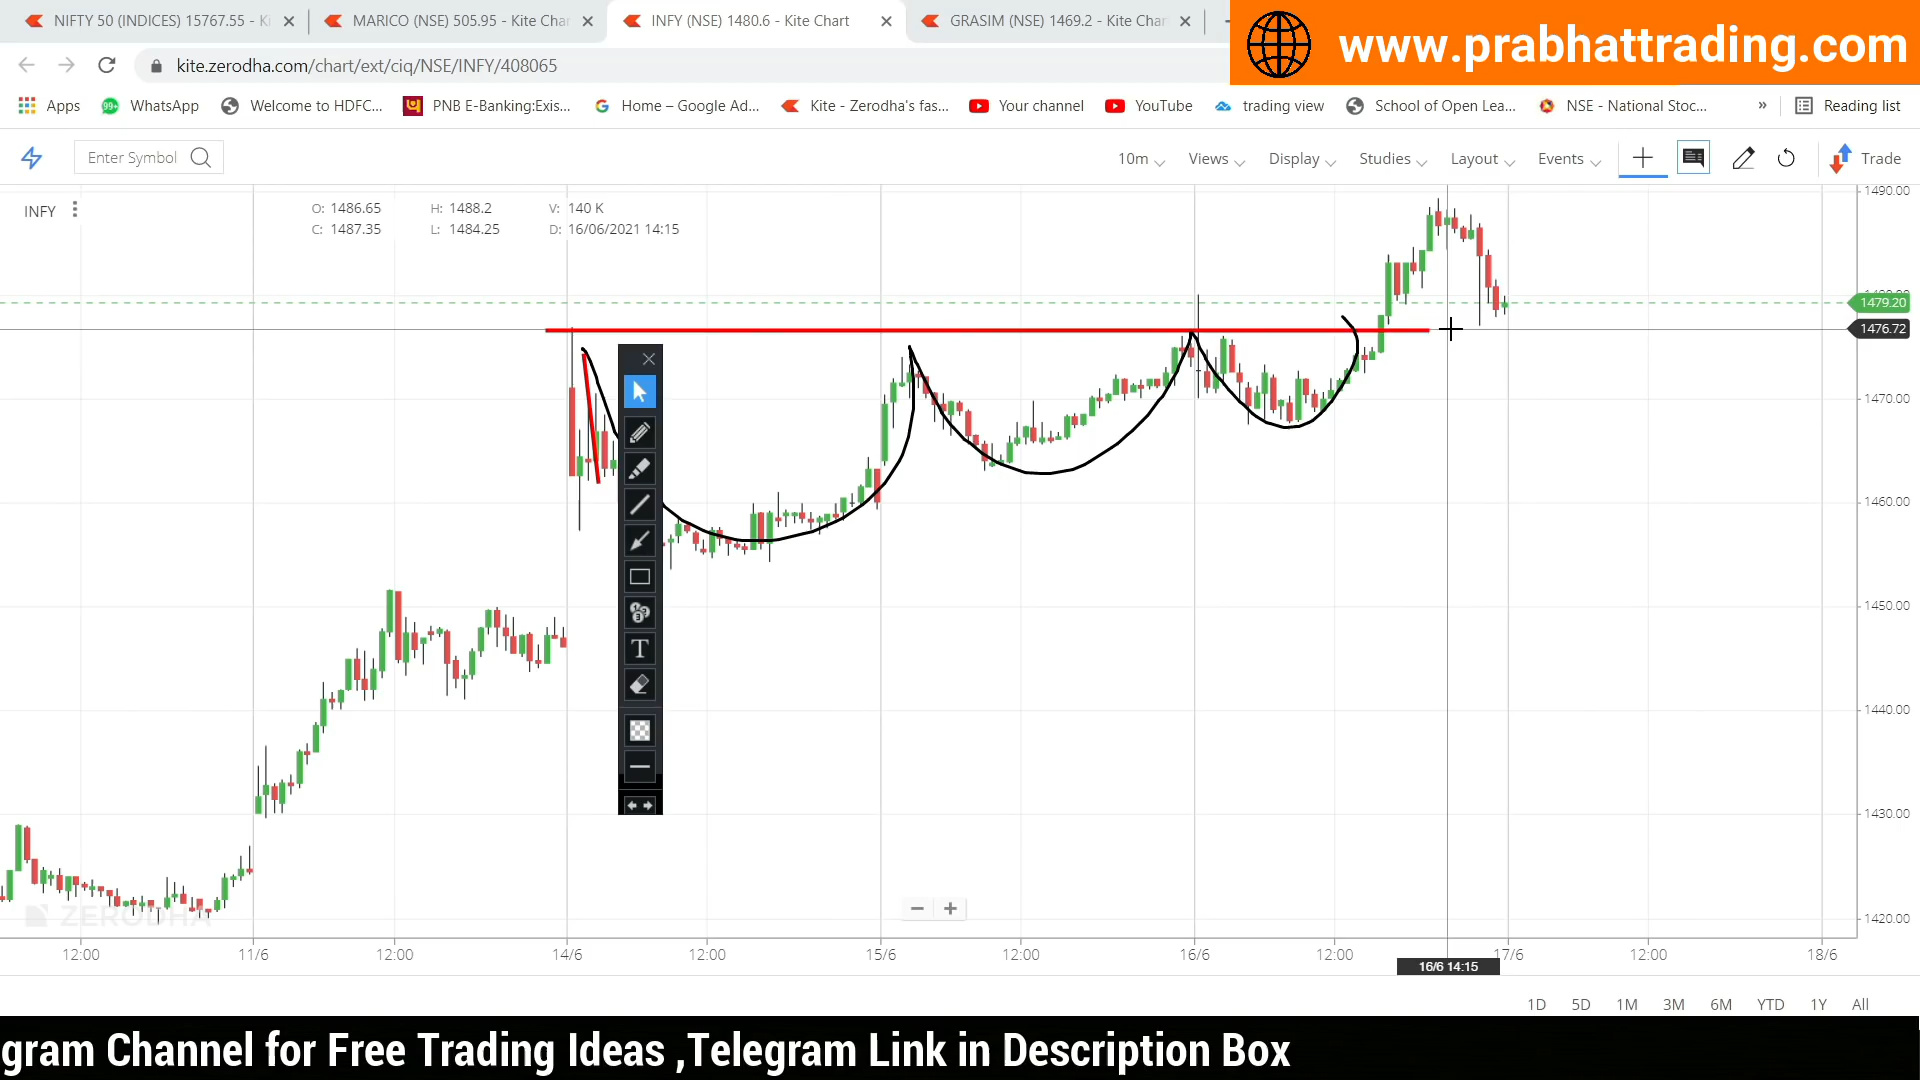 NIFTY 50 (INDICES) 15767.55 - Ki
MARICO (NSE) 505.95 - Kite Char
INFY (NSE) 1480.6 - Kite Chart
GRASIM (NSE) 1469.2 - Kite Char
www.prabhattrading.com
kite.zerodha.com/chart/ext/ciq/NSE/INFY/408065
Apps
99+
WhatsApp
Welcome to HDFC...
PNB E-Banking:Exis...
Home – Google Ad...
Kite - Zerodha's fas...
Your channel
YouTube
trading view
School of Open Lea...
NSE - National Stoc...
»
Reading list
Enter Symbol
10m
Views
Display
Studies
Layout
Events
Trade
INFY
O: 1486.65
H: 1488.2
V: 140 K
C: 1487.35
L: 1484.25
D: 16/06/2021 14:15
1490.00
1479.20
1476.72
1470.00
1460.00
1450.00
1440.00
1430.00
1420.00
T
ZERODHA
12:00
11/6
12:00
14/6
12:00
15/6
12:00
16/6
12:00
17/6
12:00
18/6
16/6 14:15
1D
5D
1M
3M
6M
YTD
1Y
All
gram Channel for Free Trading Ideas ,Telegram Link in Description Box